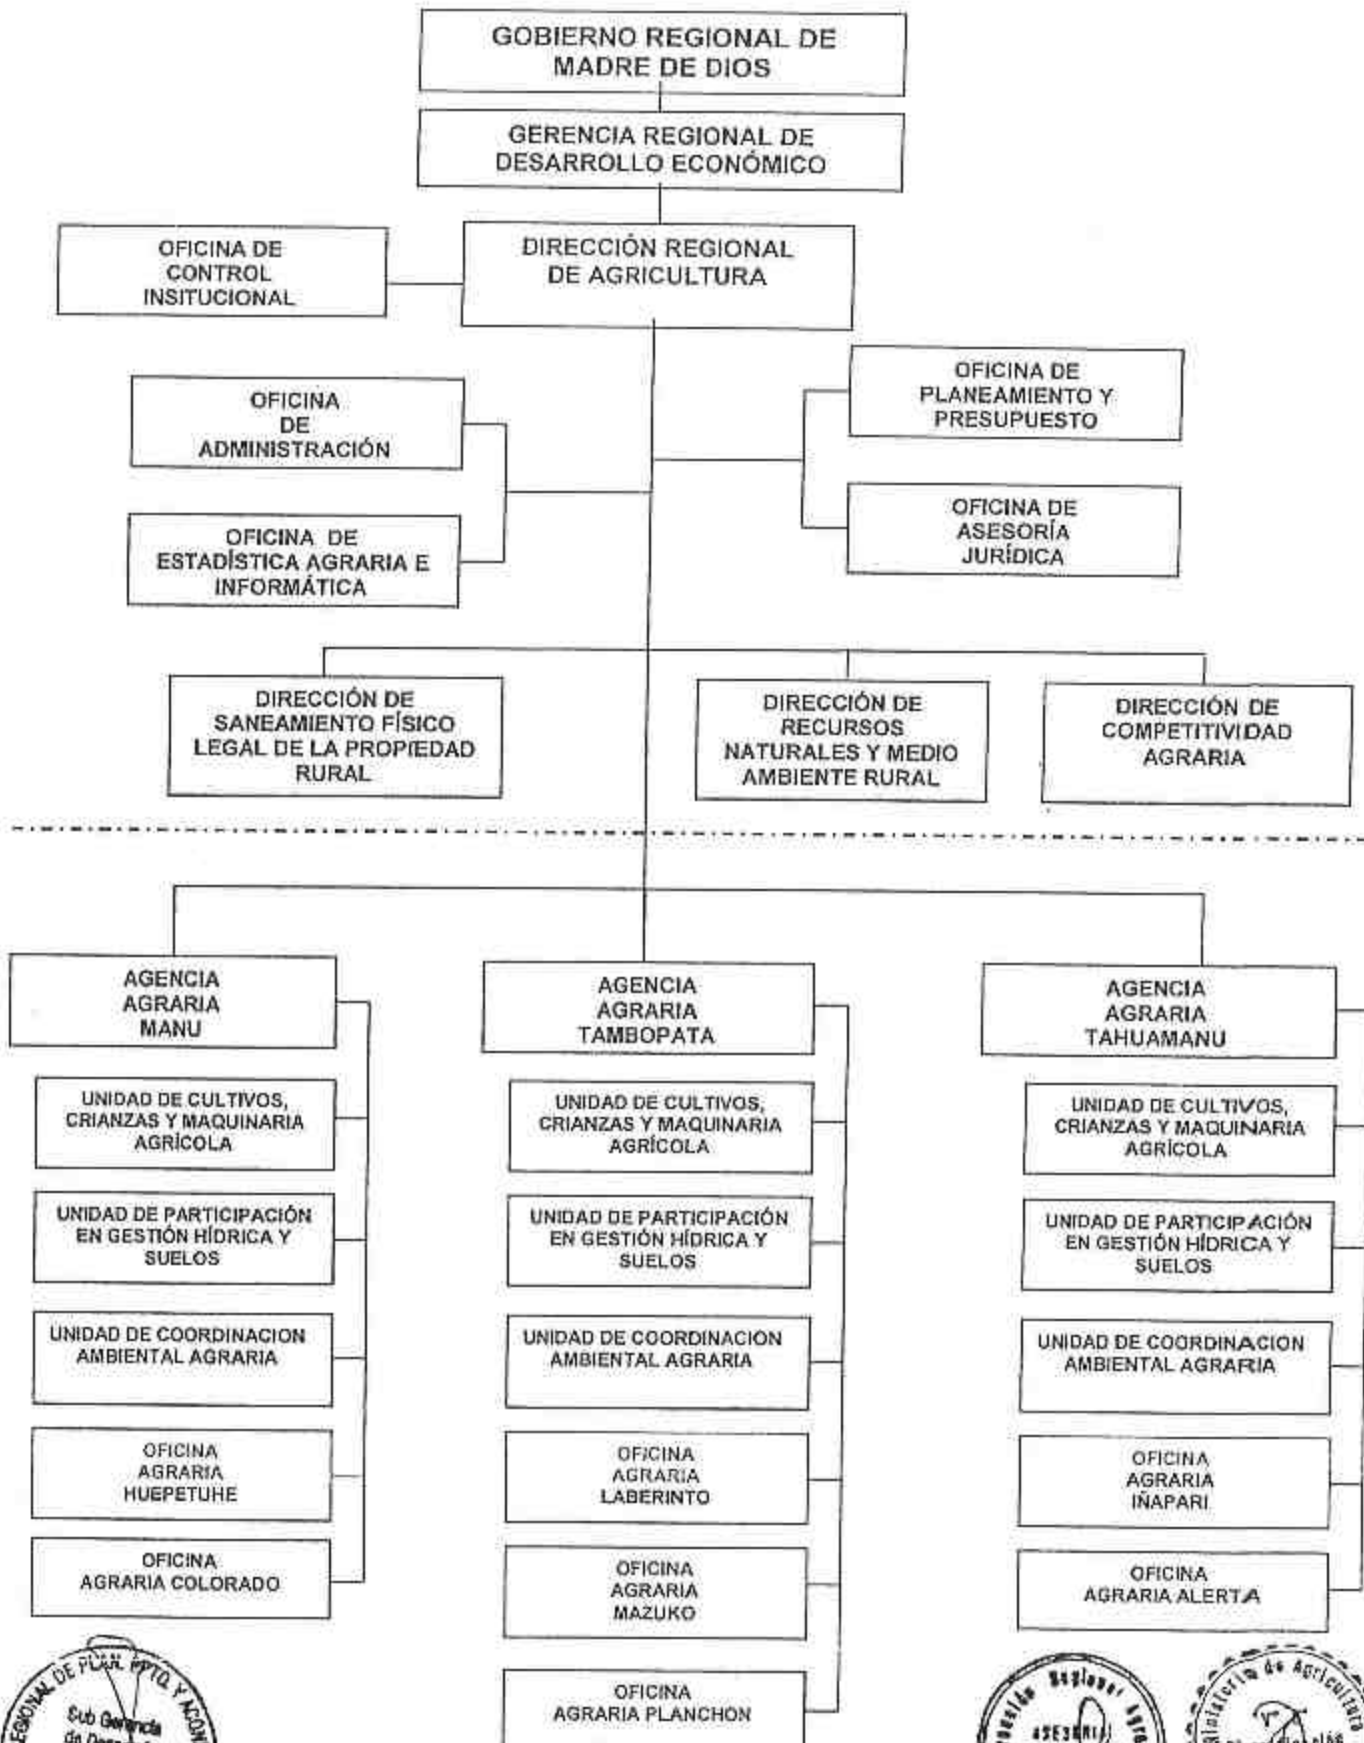 GOBIERNO REGIONAL DE
MADRE DE DIOS
GERENCIA REGIONAL DE
DESARROLLO ECONÓMICO
DIRECCIÓN REGIONAL
DE AGRICULTURA
OFICINA DE
CONTROL
INSITUCIONAL
OFICINA
DE
ADMINISTRACIÓN
OFICINA DE
ESTADÍSTICA AGRARIA E
INFORMÁTICA
OFICINA DE
PLANEAMIENTO Y
PRESUPUESTO
OFICINA DE
ASESORÍA
JURÍDICA
DIRECCIÓN DE
SANEAMIENTO FÍSICO
LEGAL DE LA PROPIEDAD
RURAL
DIRECCIÓN DE
RECURSOS
NATURALES Y MEDIO
AMBIENTE RURAL
DIRECCIÓN DE
COMPETITIVIDAD
AGRARIA
AGENCIA
AGRARIA
MANU
UNIDAD DE CULTIVOS,
CRIANZAS Y MAQUINARIA
AGRÍCOLA
UNIDAD DE PARTICIPACIÓN
EN GESTIÓN HÍDRICA Y
SUELOS
UNIDAD DE COORDINACION
AMBIENTAL AGRARIA
OFICINA
AGRARIA
HUEPETUHE
OFICINA
AGRARIA COLORADO
AGENCIA
AGRARIA
TAMBOPATA
UNIDAD DE CULTIVOS,
CRIANZAS Y MAQUINARIA
AGRÍCOLA
UNIDAD DE PARTICIPACIÓN
EN GESTIÓN HÍDRICA Y
SUELOS
UNIDAD DE COORDINACION
AMBIENTAL AGRARIA
OFICINA
AGRARIA
LABERINTO
OFICINA
AGRARIA
MAZUKO
OFICINA
AGRARIA PLANCHON
AGENCIA
AGRARIA
TAHUAMANU
UNIDAD DE CULTIVOS,
CRIANZAS Y MAQUINARIA
AGRÍCOLA
UNIDAD DE PARTICIPACIÓN
EN GESTIÓN HÍDRICA Y
SUELOS
UNIDAD DE COORDINACION
AMBIENTAL AGRARIA
OFICINA
AGRARIA
IÑAPARI
OFICINA
AGRARIA ALERTA
DE PLAN. PPTO. Y
Sub Gerencia
Regional
de Agricultura